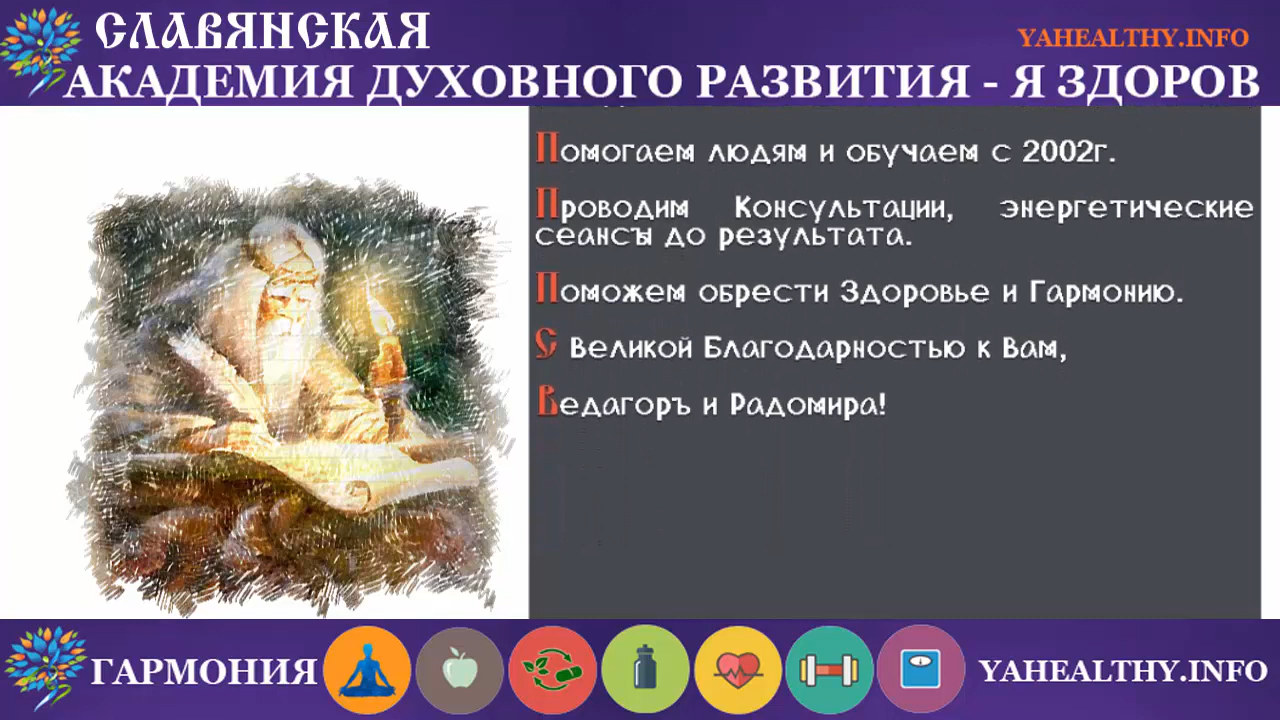 СЛАВЯНСКАЯ
YAHEALTHY.INFO
АКАДЕМИЯ ДУХОВНОГО РАЗВИТИЯ - Я ЗДОРОВ
Помогаем людям и обучаем с 2002г.
Проводим Консультации, энергетические
сеансы до результата.
Поможем обрести Здоровье и Гармонию.
С Великой Благодарностью к Вам,
Ведагоръ и Радомира!
ГАРМОНИЯ
YAHEALTHY.INFO